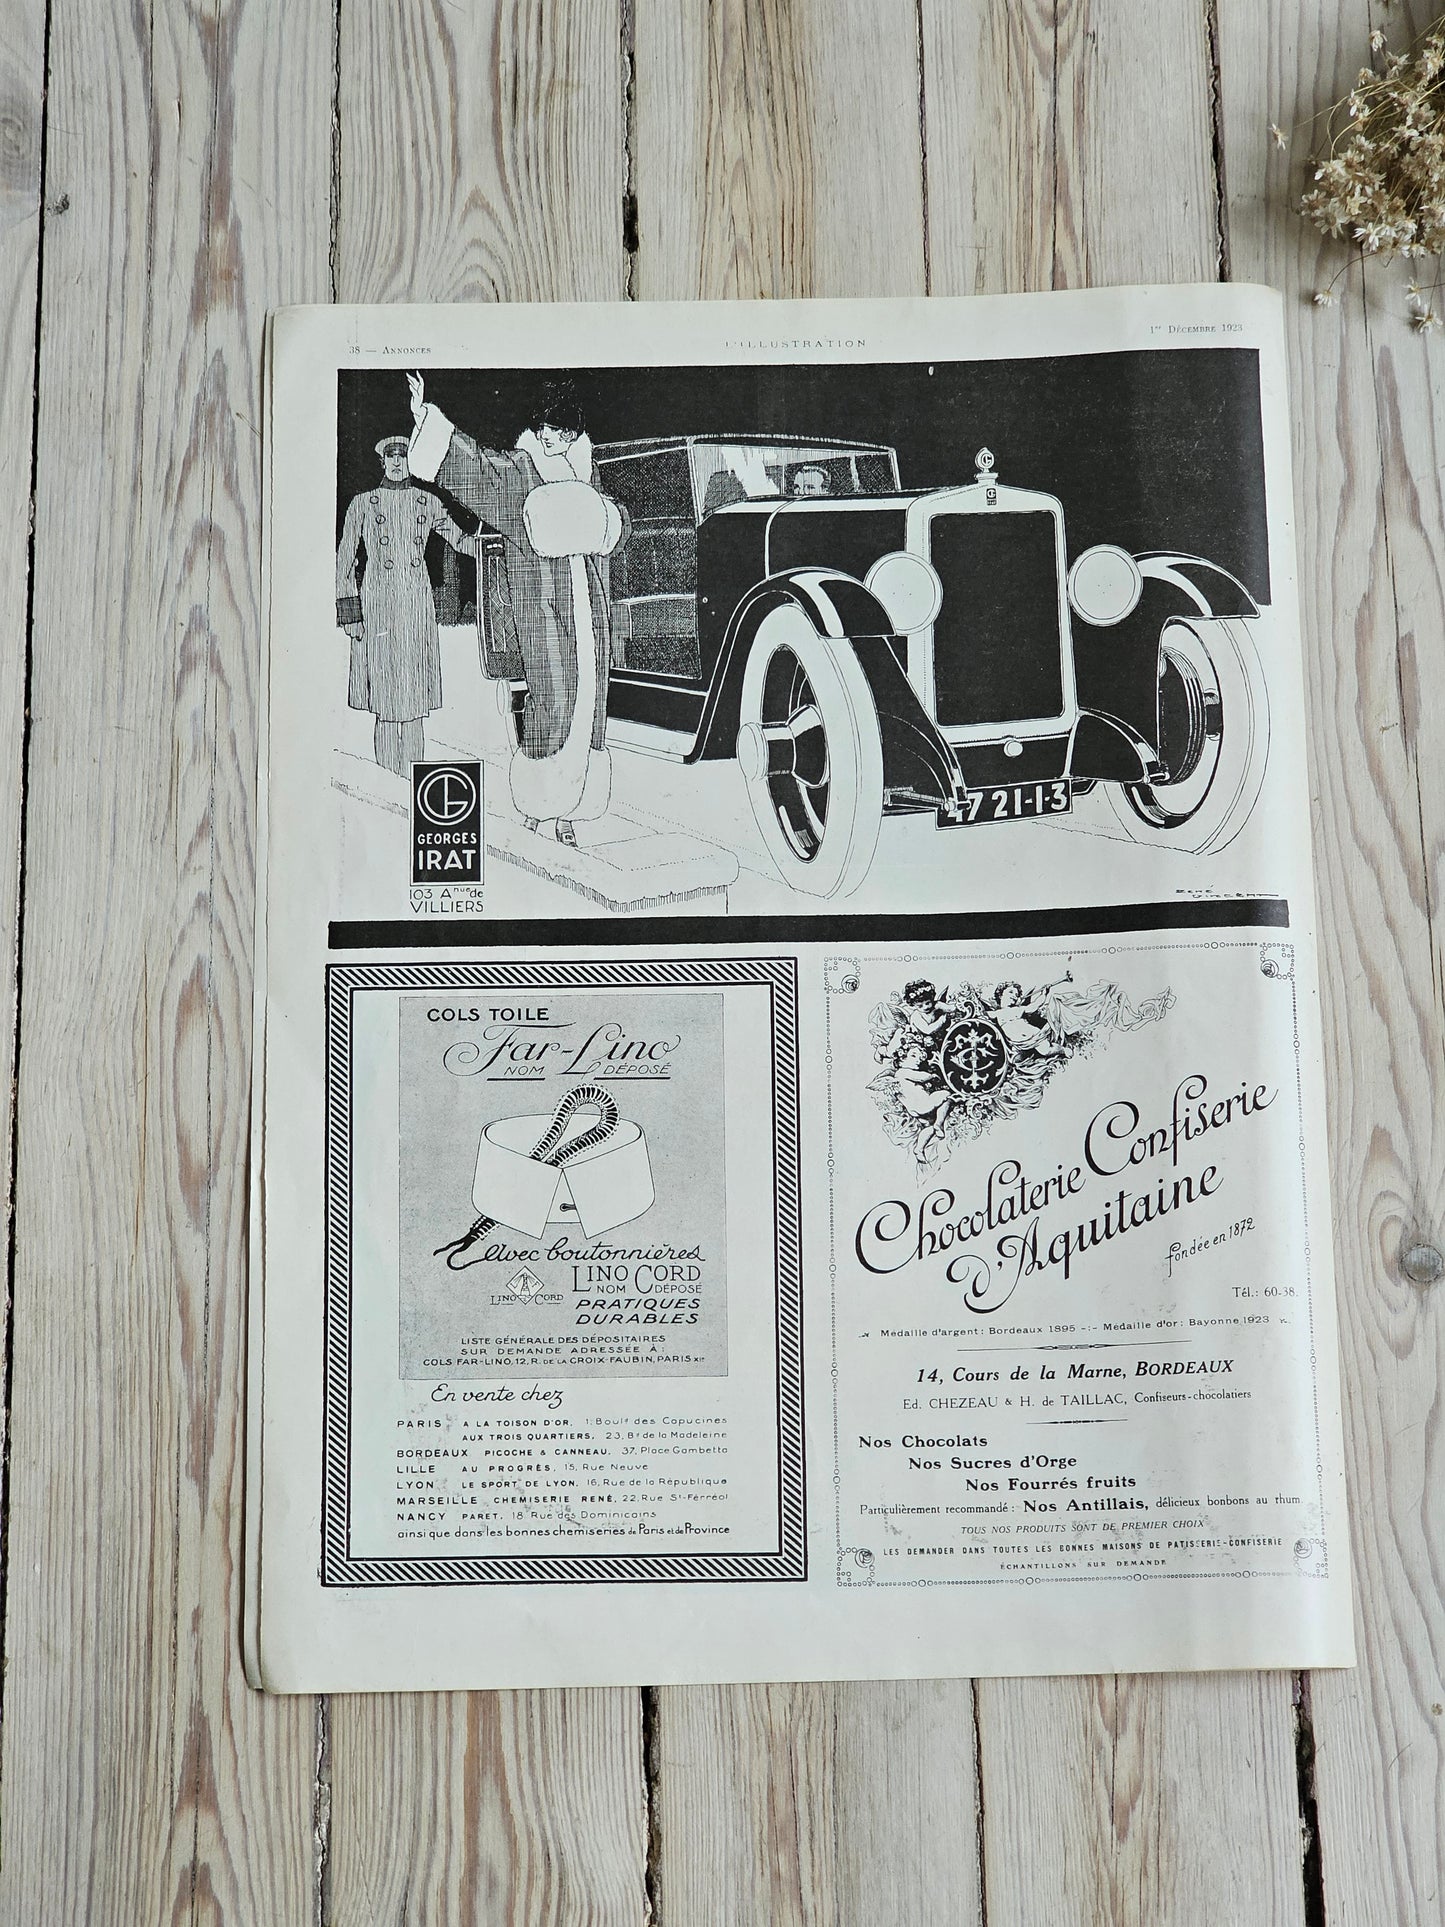 38 — Annonces
L'ILLUSTRATION
1er Décembre 1923
G
IRAT
47 21-1-3
GI
GEORGES
IRAT
103 Anue de
VILLIERS
RENÉ
VINCENT
COLS TOILE
Far-Lino
NOM DÉPOSÉ
avec boutonnières
LINO CORD
LINO CORD
NOM DÉPOSÉ
PRATIQUES
DURABLES
LISTE GÉNÉRALE DES DÉPOSITAIRES
SUR DEMANDE ADRESSÉE À :
COLS FAR-LINO, 12, R. DE LA CROIX-FAUBIN, PARIS XIe
En vente chez
PARIS A LA TOISON D'OR, 1, Bould des Capucines
AUX TROIS QUARTIERS, 23, Bd de la Madeleine
BORDEAUX PICOCHE & CANNEAU, 37, Place Gambetta
LILLE AU PROGRÈS, 15, Rue Neuve
LYON LE SPORT DE LYON, 16, Rue de la République
MARSEILLE CHEMISERIE RENÉ, 22, Rue St-Férréol
NANCY PARET, 18 Rue des Dominicains
ainsi que dans les bonnes chemiseries de Paris et de Province
Chocolaterie Confiserie
d'Aquitaine
fondée en 1872
Tél.: 60-38.
Médaille d'argent : Bordeaux 1895 -:- Médaille d'or : Bayonne 1923
14, Cours de la Marne, BORDEAUX
Ed. CHEZEAU & H. de TAILLAC, Confiseurs-chocolatiers
Nos Chocolats
Nos Sucres d'Orge
Nos Fourrés fruits
Particulièrement recommandé : Nos Antillais, délicieux bonbons au rhum
TOUS NOS PRODUITS SONT DE PREMIER CHOIX
LES DEMANDER DANS TOUTES LES BONNES MAISONS DE PATISSERIE-CONFISERIE
ÉCHANTILLONS SUR DEMANDE